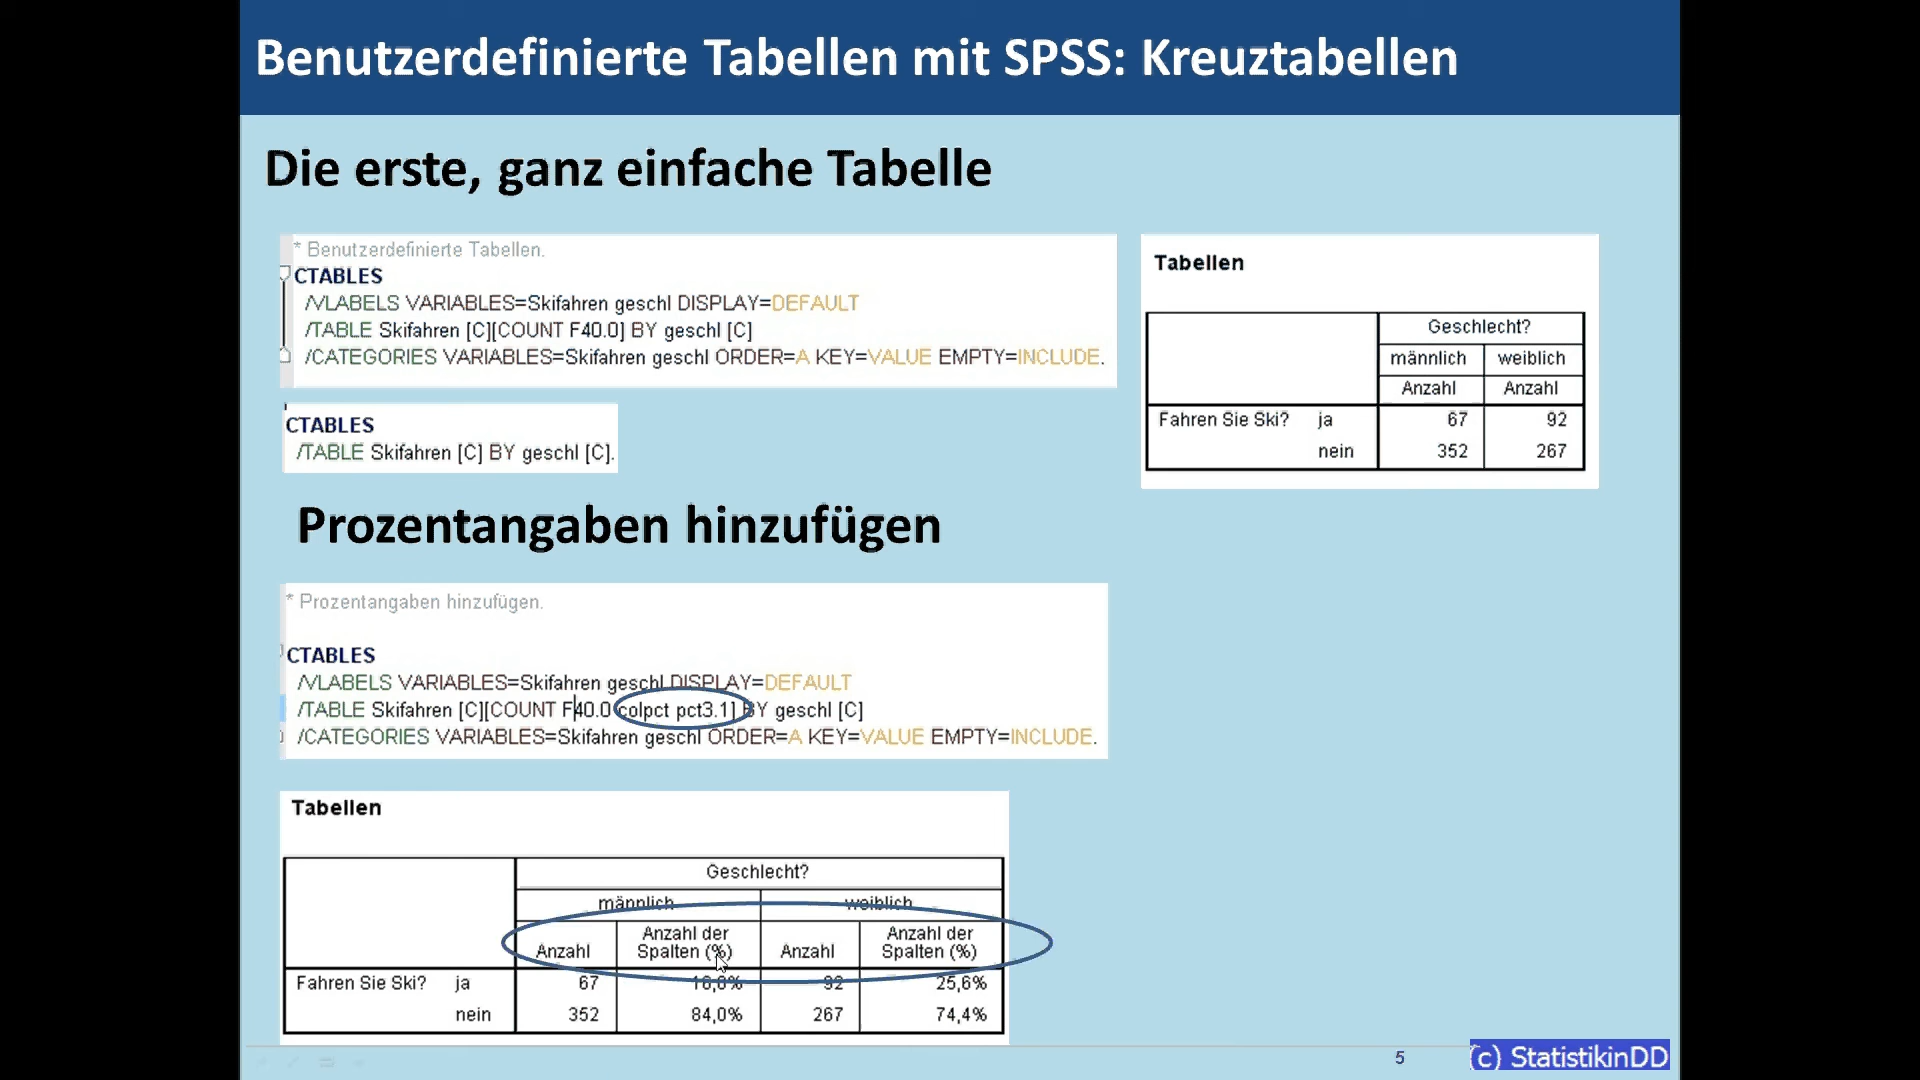 Benutzerdefinierte Tabellen mit SPSS: Kreuztabellen
Die erste, ganz einfache Tabelle
* Benutzerdefinierte Tabellen.
CTABLES
/VLABELS VARIABLES=Skifahren geschl DISPLAY=DEFAULT
/TABLE Skifahren [C][COUNT F40.0] BY geschl [C]
/CATEGORIES VARIABLES=Skifahren geschl ORDER=A KEY=VALUE EMPTY=INCLUDE.
CTABLES
/TABLE Skifahren [C] BY geschl [C].
Tabellen
Geschlecht?
männlich weiblich
Anzahl Anzahl
Fahren Sie Ski? ja 67 92
nein 352 267
Prozentangaben hinzufügen
* Prozentangaben hinzufügen.
CTABLES
/VLABELS VARIABLES=Skifahren geschl DISPLAY=DEFAULT
/TABLE Skifahren [C][COUNT F40.0 colpct pct3.1] BY geschl [C]
/CATEGORIES VARIABLES=Skifahren geschl ORDER=A KEY=VALUE EMPTY=INCLUDE.
Tabellen
Geschlecht?
männlich weiblich
Anzahl Anzahl der Spalten (%) Anzahl Anzahl der Spalten (%)
Fahren Sie Ski? ja 67 16,0% 92 25,6%
nein 352 84,0% 267 74,4%
5
(c) StatistikinDD